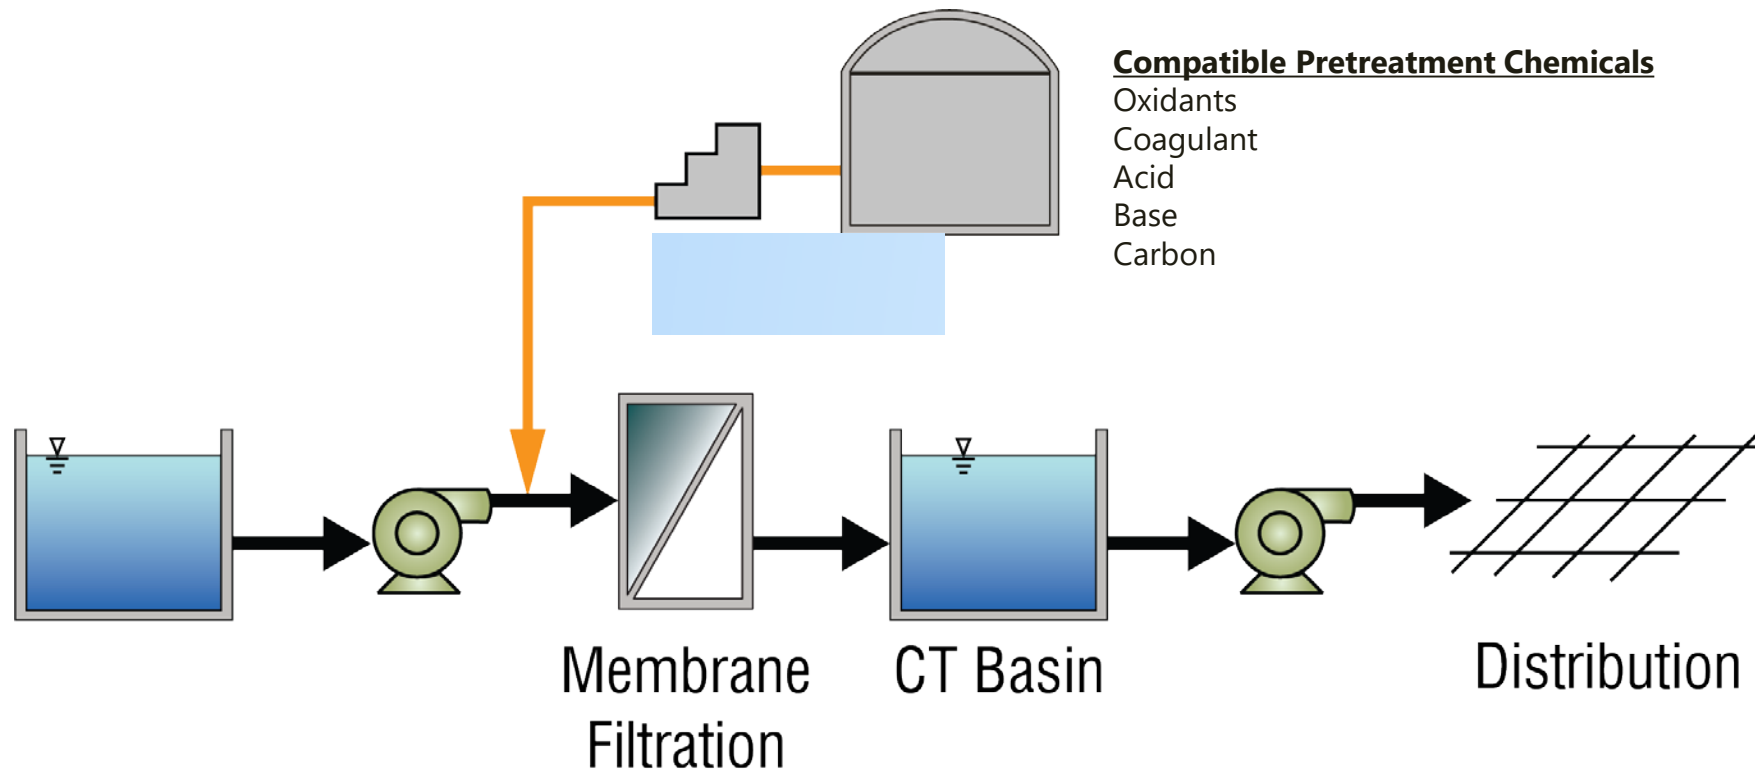 Compatible Pretreatment Chemicals
Oxidants
Coagulant
Acid
Base
Carbon
Membrane
Filtration
CT Basin
Distribution